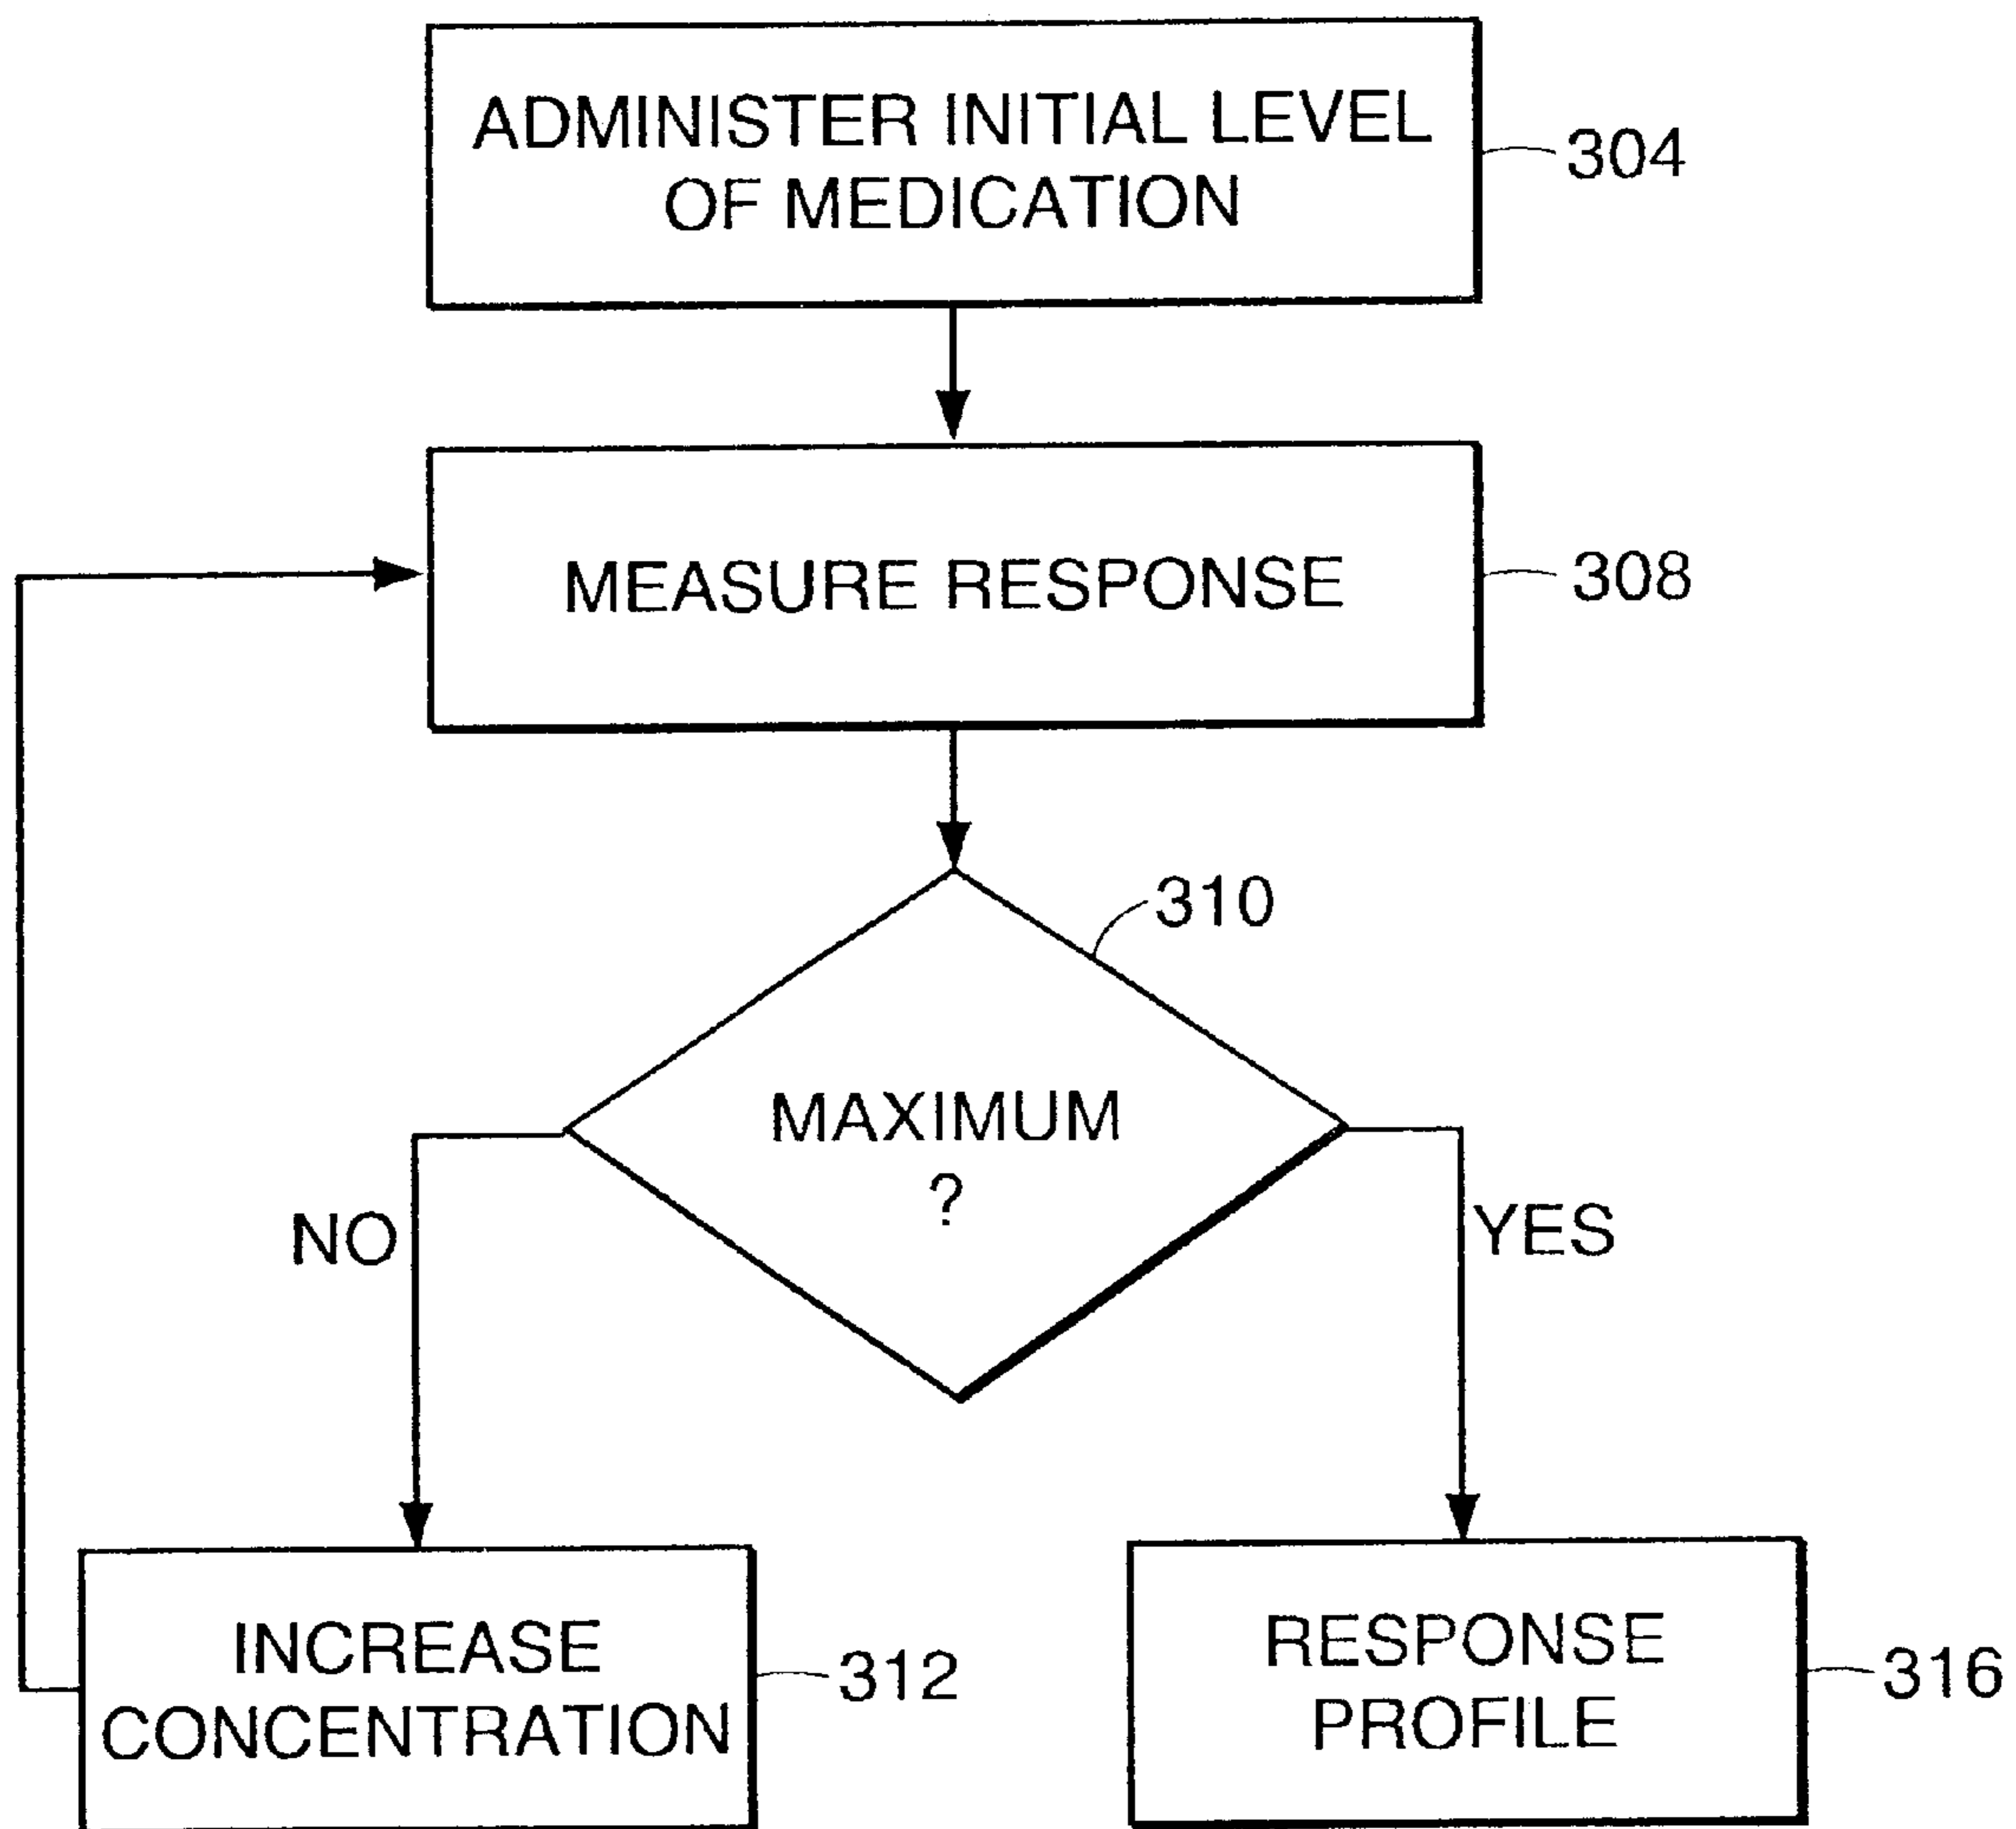 ADMINISTER INITIAL LEVEL
OF MEDICATION
304
MEASURE RESPONSE
308
310
MAXIMUM
?
NO
YES
INCREASE
CONCENTRATION
312
RESPONSE
PROFILE
316